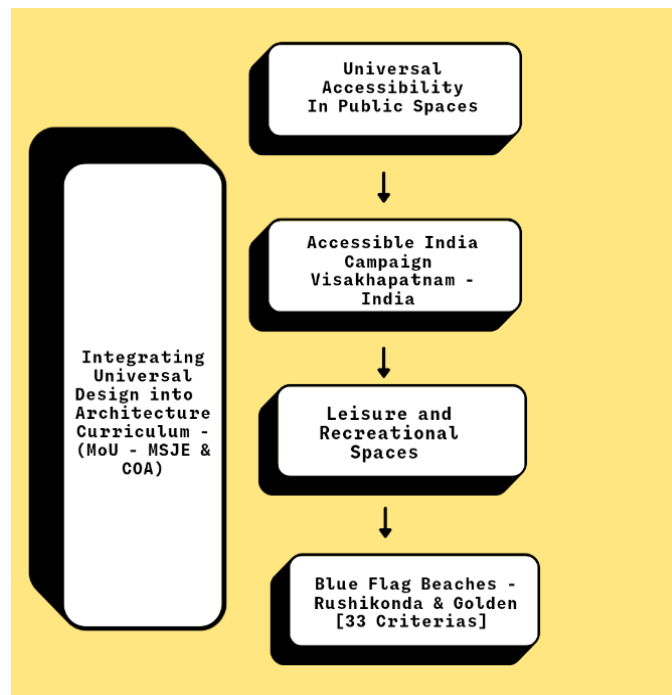 Universal
Accessibility
In Public Spaces
Accessible India
Campaign
Visakhapatnam -
India
Integrating
Universal
Design into
Architecture
Curriculum -
(MoU - MSJE &
COA)
Leisure and
Recreational
Spaces
Blue Flag Beaches -
Rushikonda & Golden
[33 Criterias]